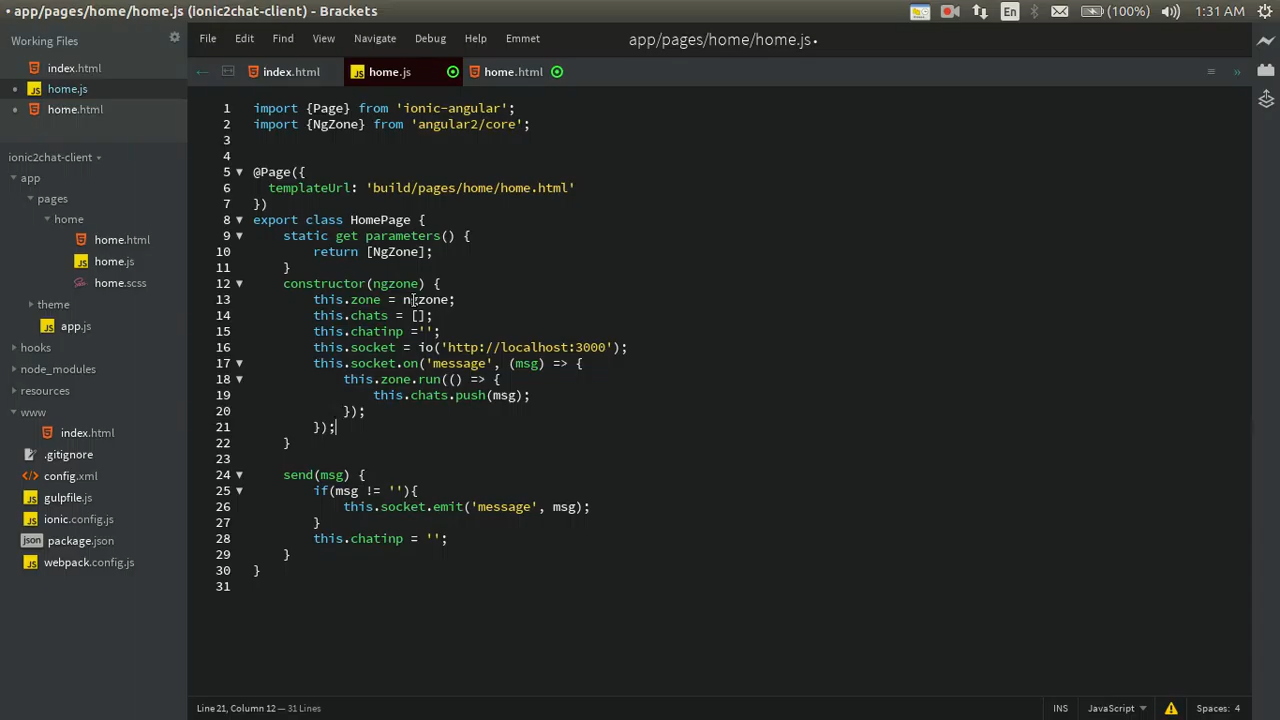 app/pages/home/home.js (ionic2chat-client) - Brackets
En
(100%)
1:31 AM
Working Files
index.html
home.js
home.html
ionic2chat-client
app
pages
home
home.html
home.js
home.scss
theme
app.js
hooks
node_modules
resources
www
index.html
.gitignore
config.xml
gulpfile.js
ionic.config.js
package.json
webpack.config.js
File Edit Find View Navigate Debug Help Emmet
app/pages/home/home.js
index.html home.js home.html
1 import {Page} from 'ionic-angular';
2 import {NgZone} from 'angular2/core';
3
4
5 @Page({
6 templateUrl: 'build/pages/home/home.html'
7 })
8 export class HomePage {
9 static get parameters() {
10 return [NgZone];
11 }
12 constructor(ngzone) {
13 this.zone = ngzone;
14 this.chats = [];
15 this.chatinp ='';
16 this.socket = io('http://localhost:3000');
17 this.socket.on('message', (msg) => {
18 this.zone.run(() => {
19 this.chats.push(msg);
20 });
21 });
22 }
23
24 send(msg) {
25 if(msg != ''){
26 this.socket.emit('message', msg);
27 }
28 this.chatinp = '';
29 }
30 }
31
Line 21, Column 12 — 31 Lines
INS JavaScript Spaces: 4